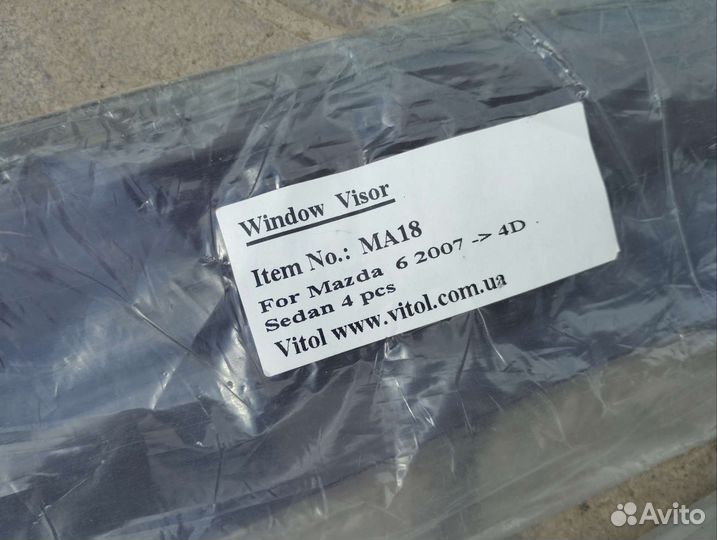 Window Visor
Item No.: MA18
For Mazda 6 2007 -> 4D
Sedan 4 pcs
Vitol www.vitol.com.ua
Avito